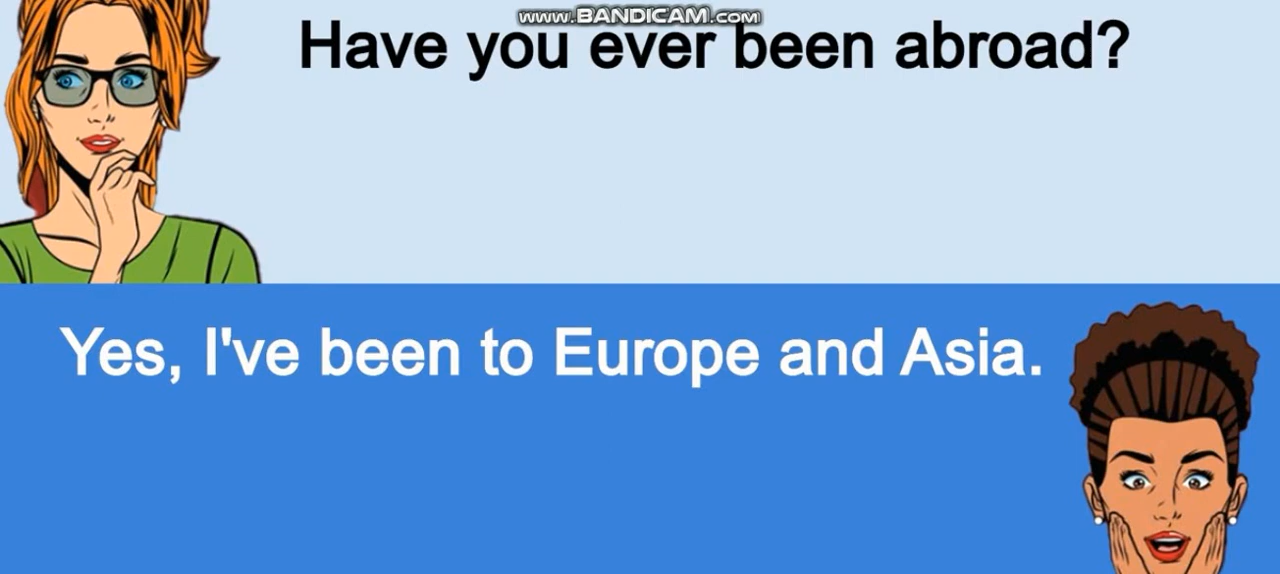 www.BANDICAM.com
Have you ever been abroad?
Yes, I've been to Europe and Asia.